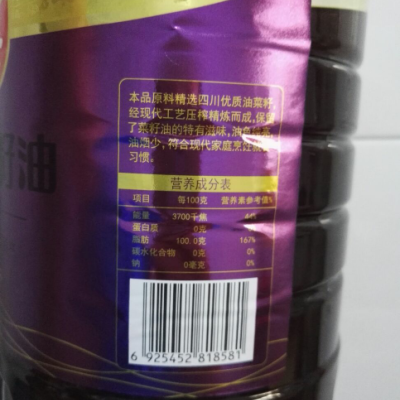 籽油
本品原料精选四川优质油菜籽,
经现代工艺压榨精炼而成,保留
了菜籽油的特有滋味,油色
油烟少,符合现代家庭烹饪
习惯。
营养成分表
项目 每100克 营养素参考值%
能量 3700千焦 44%
蛋白质 0克 0%
脂肪 100.0克 167%
碳水化合物 0克 0%
钠 0毫克 0%
6 925452 818581